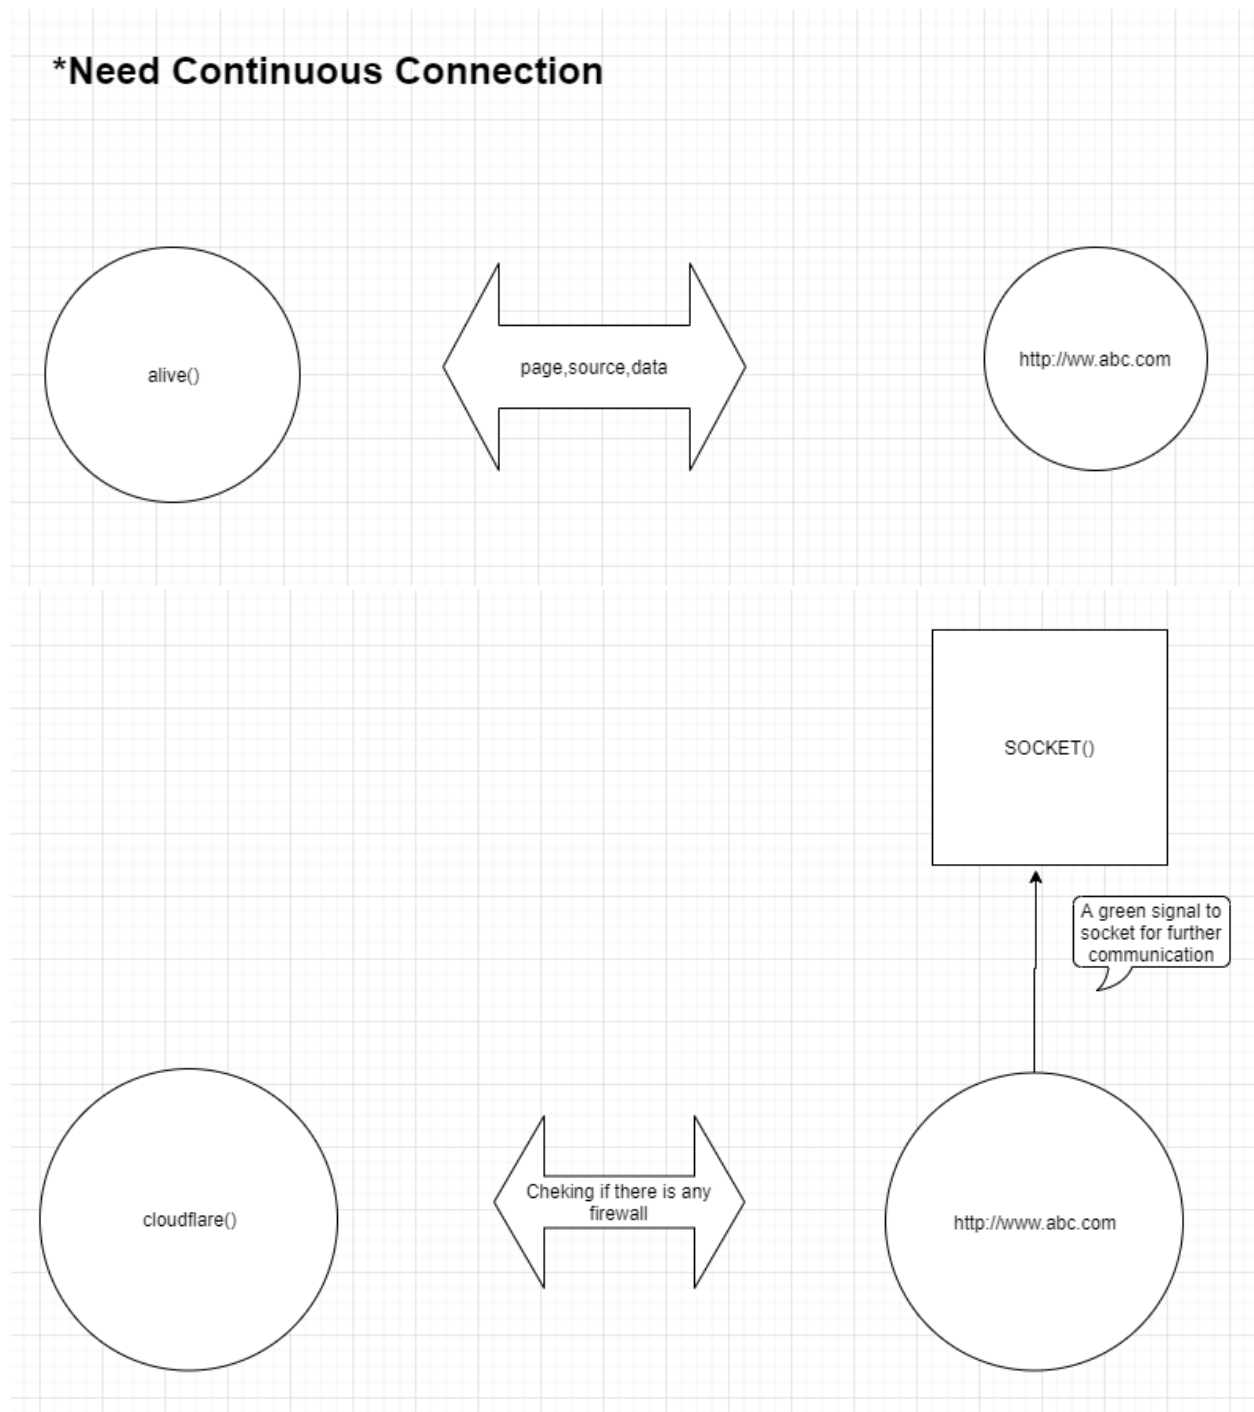 *Need Continuous Connection
alive()
page,source,data
http://ww.abc.com
SOCKET()
A green signal to
socket for further
communication
cloudflare()
Cheking if there is any
firewall
http://www.abc.com